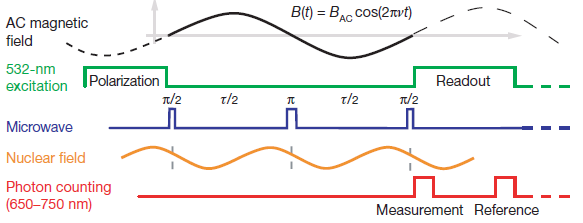 AC magnetic
field
B(t) = B_AC cos(2πνt)
532-nm
excitation
Polarization
Readout
π/2 τ/2 π τ/2 π/2
Microwave
Nuclear field
Photon counting
(650–750 nm)
Measurement Reference